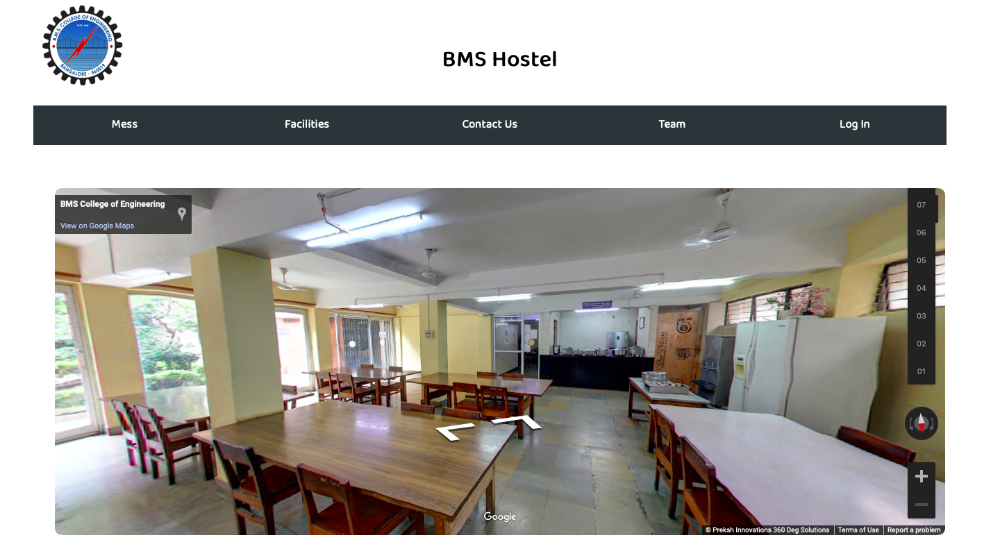 B.M.S. COLLEGE OF ENGINEERING
BANGALORE - 560019
BMS Hostel
Mess
Facilities
Contact Us
Team
Log In
BMS College of Engineering
View on Google Maps
07
06
05
04
03
02
01
Google
© Preksh Innovations 360 Deg Solutions
Terms of Use
Report a problem